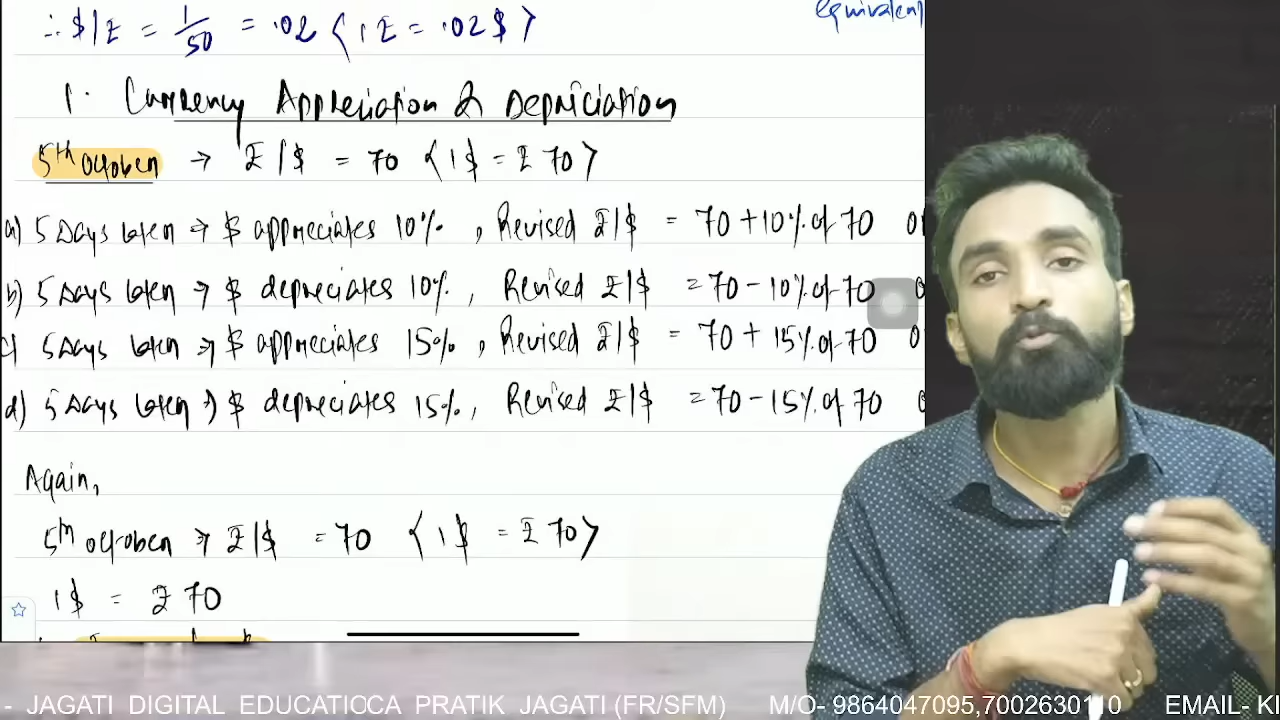 equivalent
∴ $/₹ = 1/50 = .02 〈1₹ = .02$〉
1. Currency Appreciation & Depriciation
5th October → ₹/$ = 70 〈1$ = ₹70〉
a) 5 Days later → $ appreciates 10%, Revised ₹/$ = 70 + 10% of 70 or
b) 5 Days later → $ depreciates 10%, Revised ₹/$ = 70 - 10% of 70 o
c) 5 Days later → $ appreciates 15%, Revised ₹/$ = 70 + 15% of 70 o
d) 5 Days later → $ depreciates 15%, Revised ₹/$ = 70 - 15% of 70 o
Again,
5th october → ₹/$ = 70 〈1$ = ₹70〉
1$ = ₹70
- JAGATI DIGITAL EDUCATIOCA PRATIK JAGATI (FR/SFM) M/O- 9864047095,7002630110 EMAIL- KI